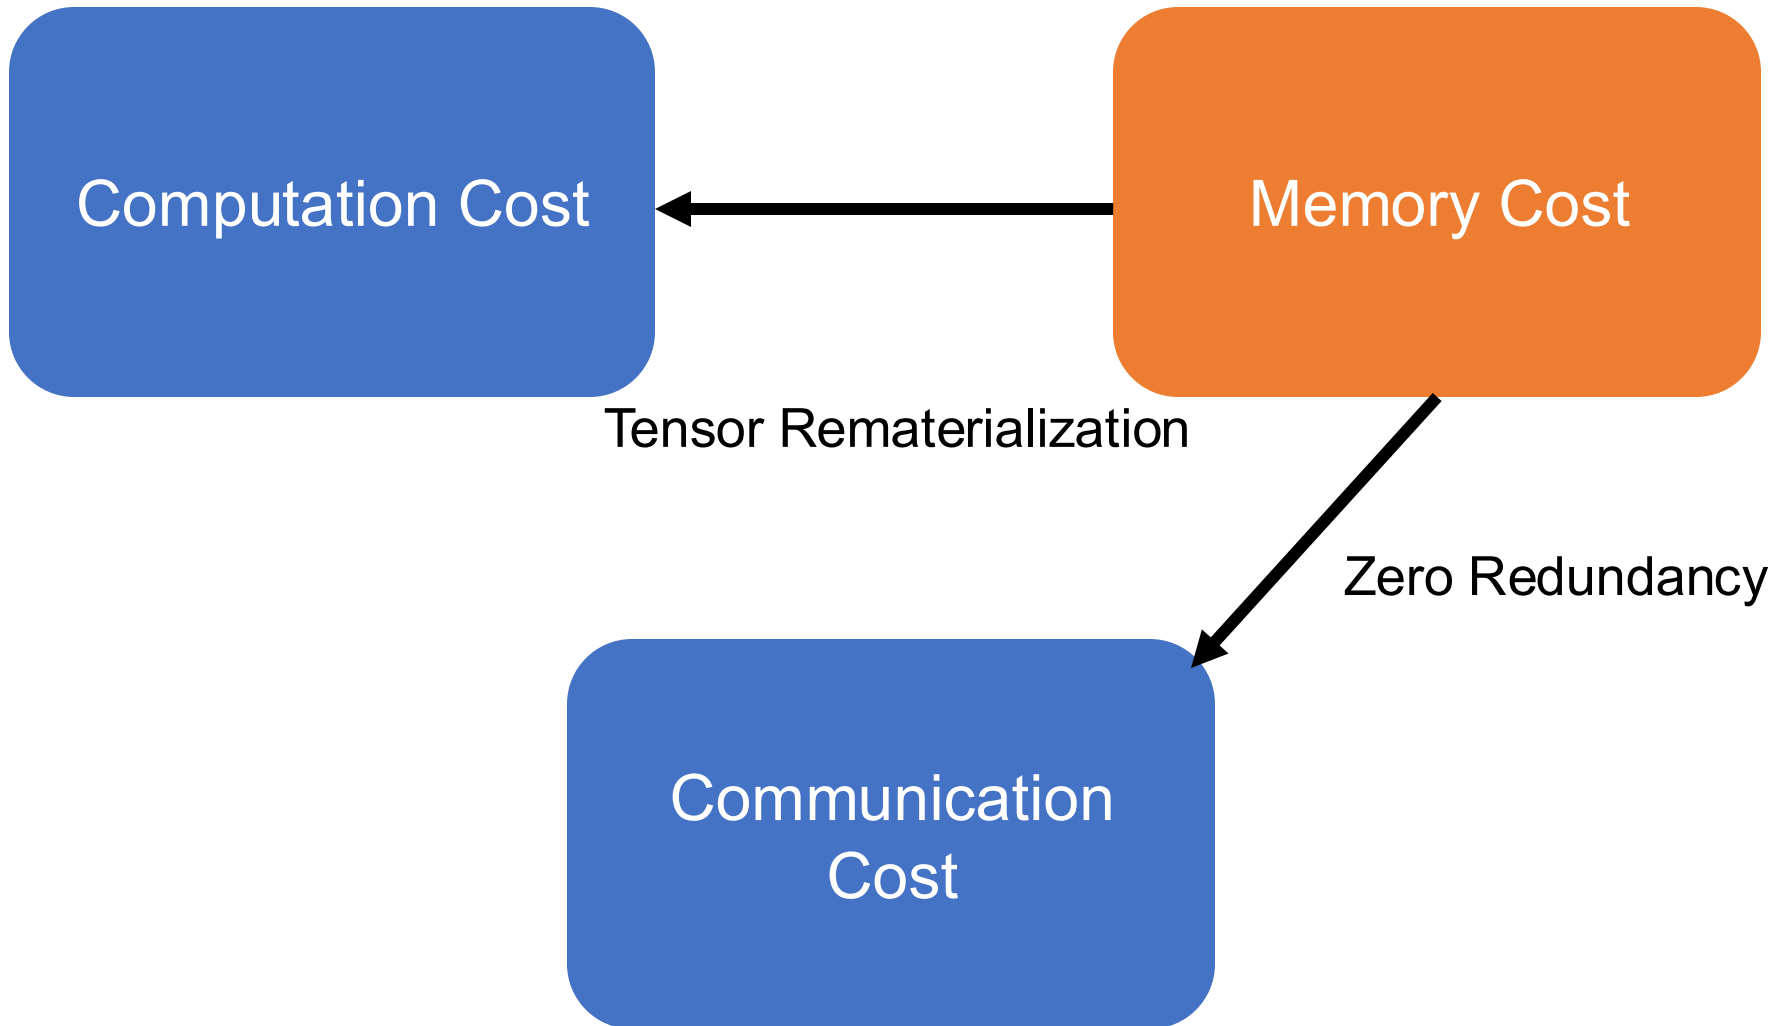 Computation Cost
Memory Cost
Tensor Rematerialization
Zero Redundancy
Communication
Cost